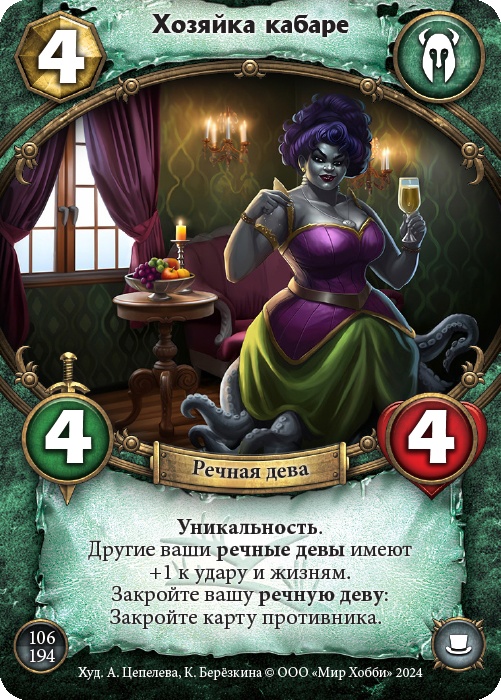 Хозяйка кабаре
4
4
4
Речная дева
Уникальность.
Другие ваши речные девы имеют
+1 к удару и жизням.
Закройте вашу речную деву:
Закройте карту противника.
106
194
Худ. А. Цепелева, К. Берёзкина © ООО «Мир Хобби» 2024